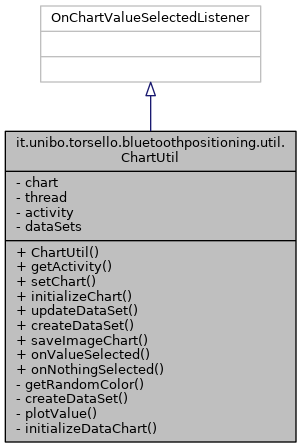 OnChartValueSelectedListener
it.unibo.torsello.bluetoothpositioning.util.
ChartUtil
- chart
- thread
- activity
- dataSets
+ ChartUtil()
+ getActivity()
+ setChart()
+ initializeChart()
+ updateDataSet()
+ createDataSet()
+ saveImageChart()
+ onValueSelected()
+ onNothingSelected()
- getRandomColor()
- createDataSet()
- plotValue()
- initializeDataChart()